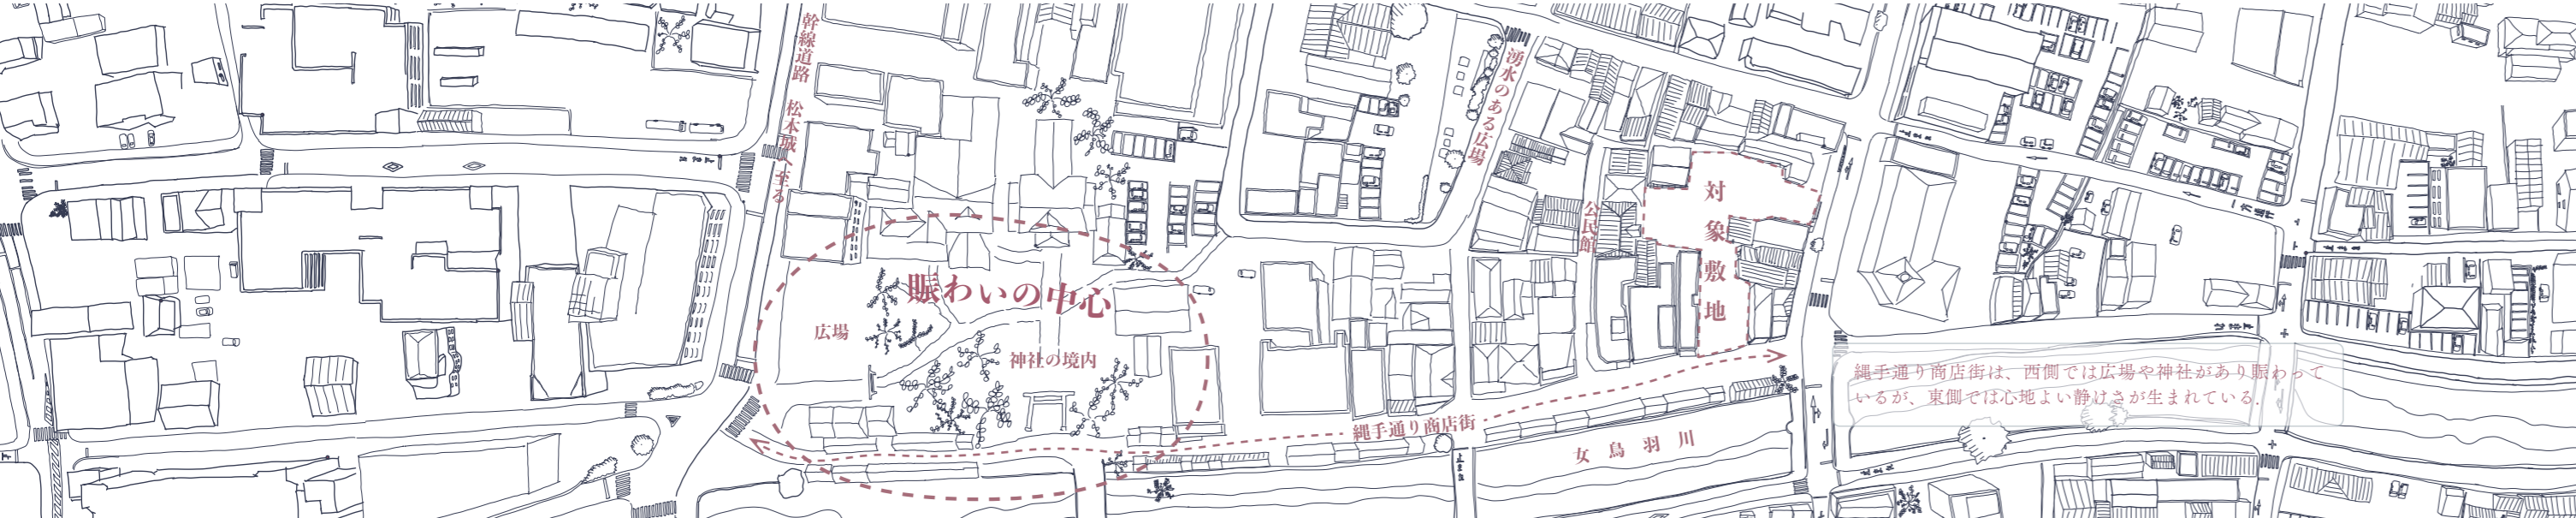 幹線道路 松本城へ至る
湧水のある広場
公民館
対象敷地
賑わいの中心
広場
神社の境内
縄手通り商店街
女鳥羽川
一方通行
縄手通り商店街は、西側では広場や神社があり賑わって
いるが、東側では心地よい静けさが生まれている.